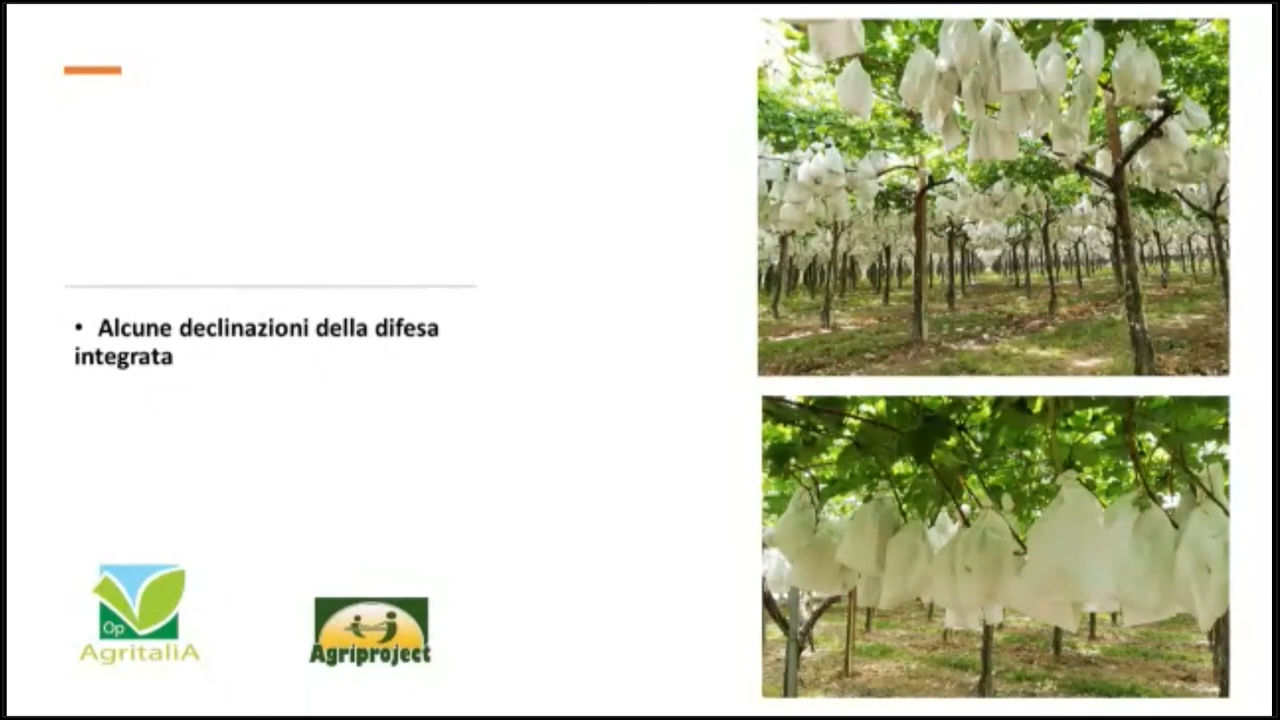 • Alcune declinazioni della difesa
integrata
Op
AgritaliA
Agriproject